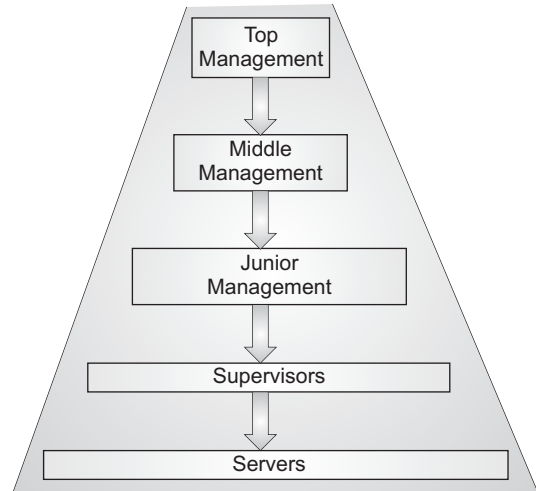 Top
Management
Middle
Management
Junior
Management
Supervisors
Servers